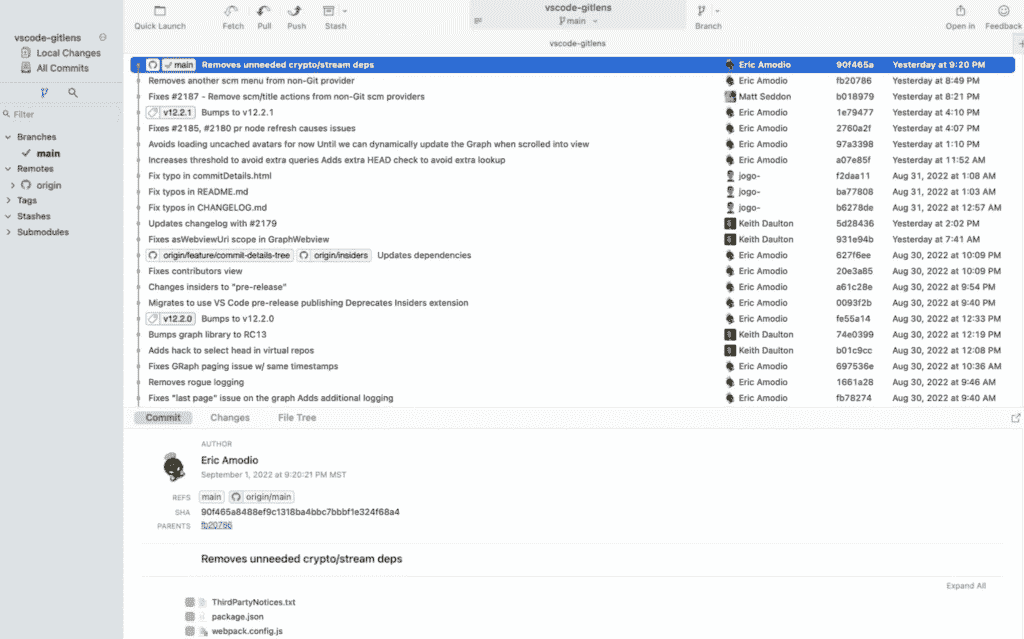 vscode-gitlens
main
Quick Launch Fetch Pull Push Stash Branch Open in Feedback
vscode-gitlens
vscode-gitlens
Local Changes
All Commits
Filter
Branches
main
Remotes
origin
Tags
Stashes
Submodules
main Removes unneeded crypto/stream deps Eric Amodio 90f465a Yesterday at 9:20 PM
Removes another scm menu from non-Git provider Eric Amodio fb20786 Yesterday at 8:49 PM
Fixes #2187 - Remove scm/title actions from non-Git scm providers Matt Seddon b018979 Yesterday at 8:21 PM
v12.2.1 Bumps to v12.2.1 Eric Amodio 1e79477 Yesterday at 4:10 PM
Fixes #2185, #2180 pr node refresh causes issues Eric Amodio 2760a2f Yesterday at 4:07 PM
Avoids loading uncached avatars for now Until we can dynamically update the Graph when scrolled into view Eric Amodio 97a3398 Yesterday at 1:10 PM
Increases threshold to avoid extra queries Adds extra HEAD check to avoid extra lookup Eric Amodio a07e85f Yesterday at 11:52 AM
Fix typo in commitDetails.html jogo- f2daa11 Aug 31, 2022 at 1:08 AM
Fix typos in README.md jogo- ba77808 Aug 31, 2022 at 1:03 AM
Fix typos in CHANGELOG.md jogo- b6278de Aug 31, 2022 at 12:57 AM
Updates changelog with #2179 Keith Daulton 5d28436 Yesterday at 2:02 PM
Fixes asWebviewUri scope in GraphWebview Keith Daulton 931e94b Yesterday at 7:41 AM
origin/feature/commit-details-tree origin/insiders Updates dependencies Eric Amodio 627f6ee Aug 30, 2022 at 10:09 PM
Fixes contributors view Eric Amodio 20e3a85 Aug 30, 2022 at 10:09 PM
Changes insiders to "pre-release" Eric Amodio a61c28e Aug 30, 2022 at 9:54 PM
Migrates to use VS Code pre-release publishing Deprecates Insiders extension Eric Amodio 0093f2b Aug 30, 2022 at 9:40 PM
v12.2.0 Bumps to v12.2.0 Eric Amodio fe55a14 Aug 30, 2022 at 12:33 PM
Bumps graph library to RC13 Keith Daulton 74e0399 Aug 30, 2022 at 12:19 PM
Adds hack to select head in virtual repos Keith Daulton b01c9cc Aug 30, 2022 at 12:08 PM
Fixes GRaph paging issue w/ same timestamps Eric Amodio 697536e Aug 30, 2022 at 10:36 AM
Removes rogue logging Eric Amodio 1661a28 Aug 30, 2022 at 9:46 AM
Fixes "last page" issue on the graph Adds additional logging Eric Amodio fb78274 Aug 30, 2022 at 9:40 AM
Commit Changes File Tree
AUTHOR
Eric Amodio
September 1, 2022 at 9:20:21 PM MST
REFS main origin/main
SHA 90f465a8488ef9c1318ba4bbc7bbbf1e324f68a4
PARENTS fb20786
Removes unneeded crypto/stream deps
Expand All
ThirdPartyNotices.txt
package.json
webpack.config.js